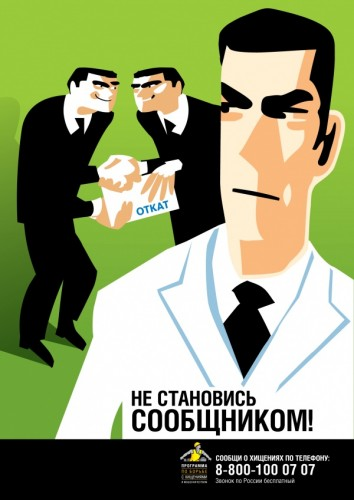 ОТКАТ
НЕ СТАНОВИСЬ
СООБЩНИКОМ!
ПРОГРАММА
ПО БОРЬБЕ
С ХИЩЕНИЯМИ
СООБЩИ О ХИЩЕНИЯХ ПО ТЕЛЕФОНУ:
8-800-100 07 07
Звонок по России бесплатный